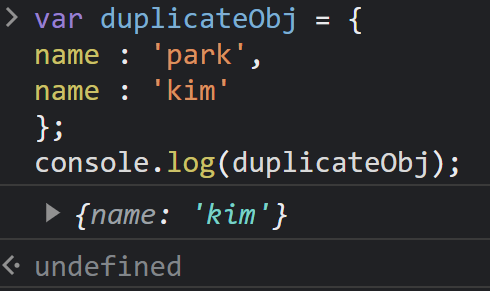 > var duplicateObj = {
name : 'park',
name : 'kim'
};
console.log(duplicateObj);
▶ {name: 'kim'}
undefined